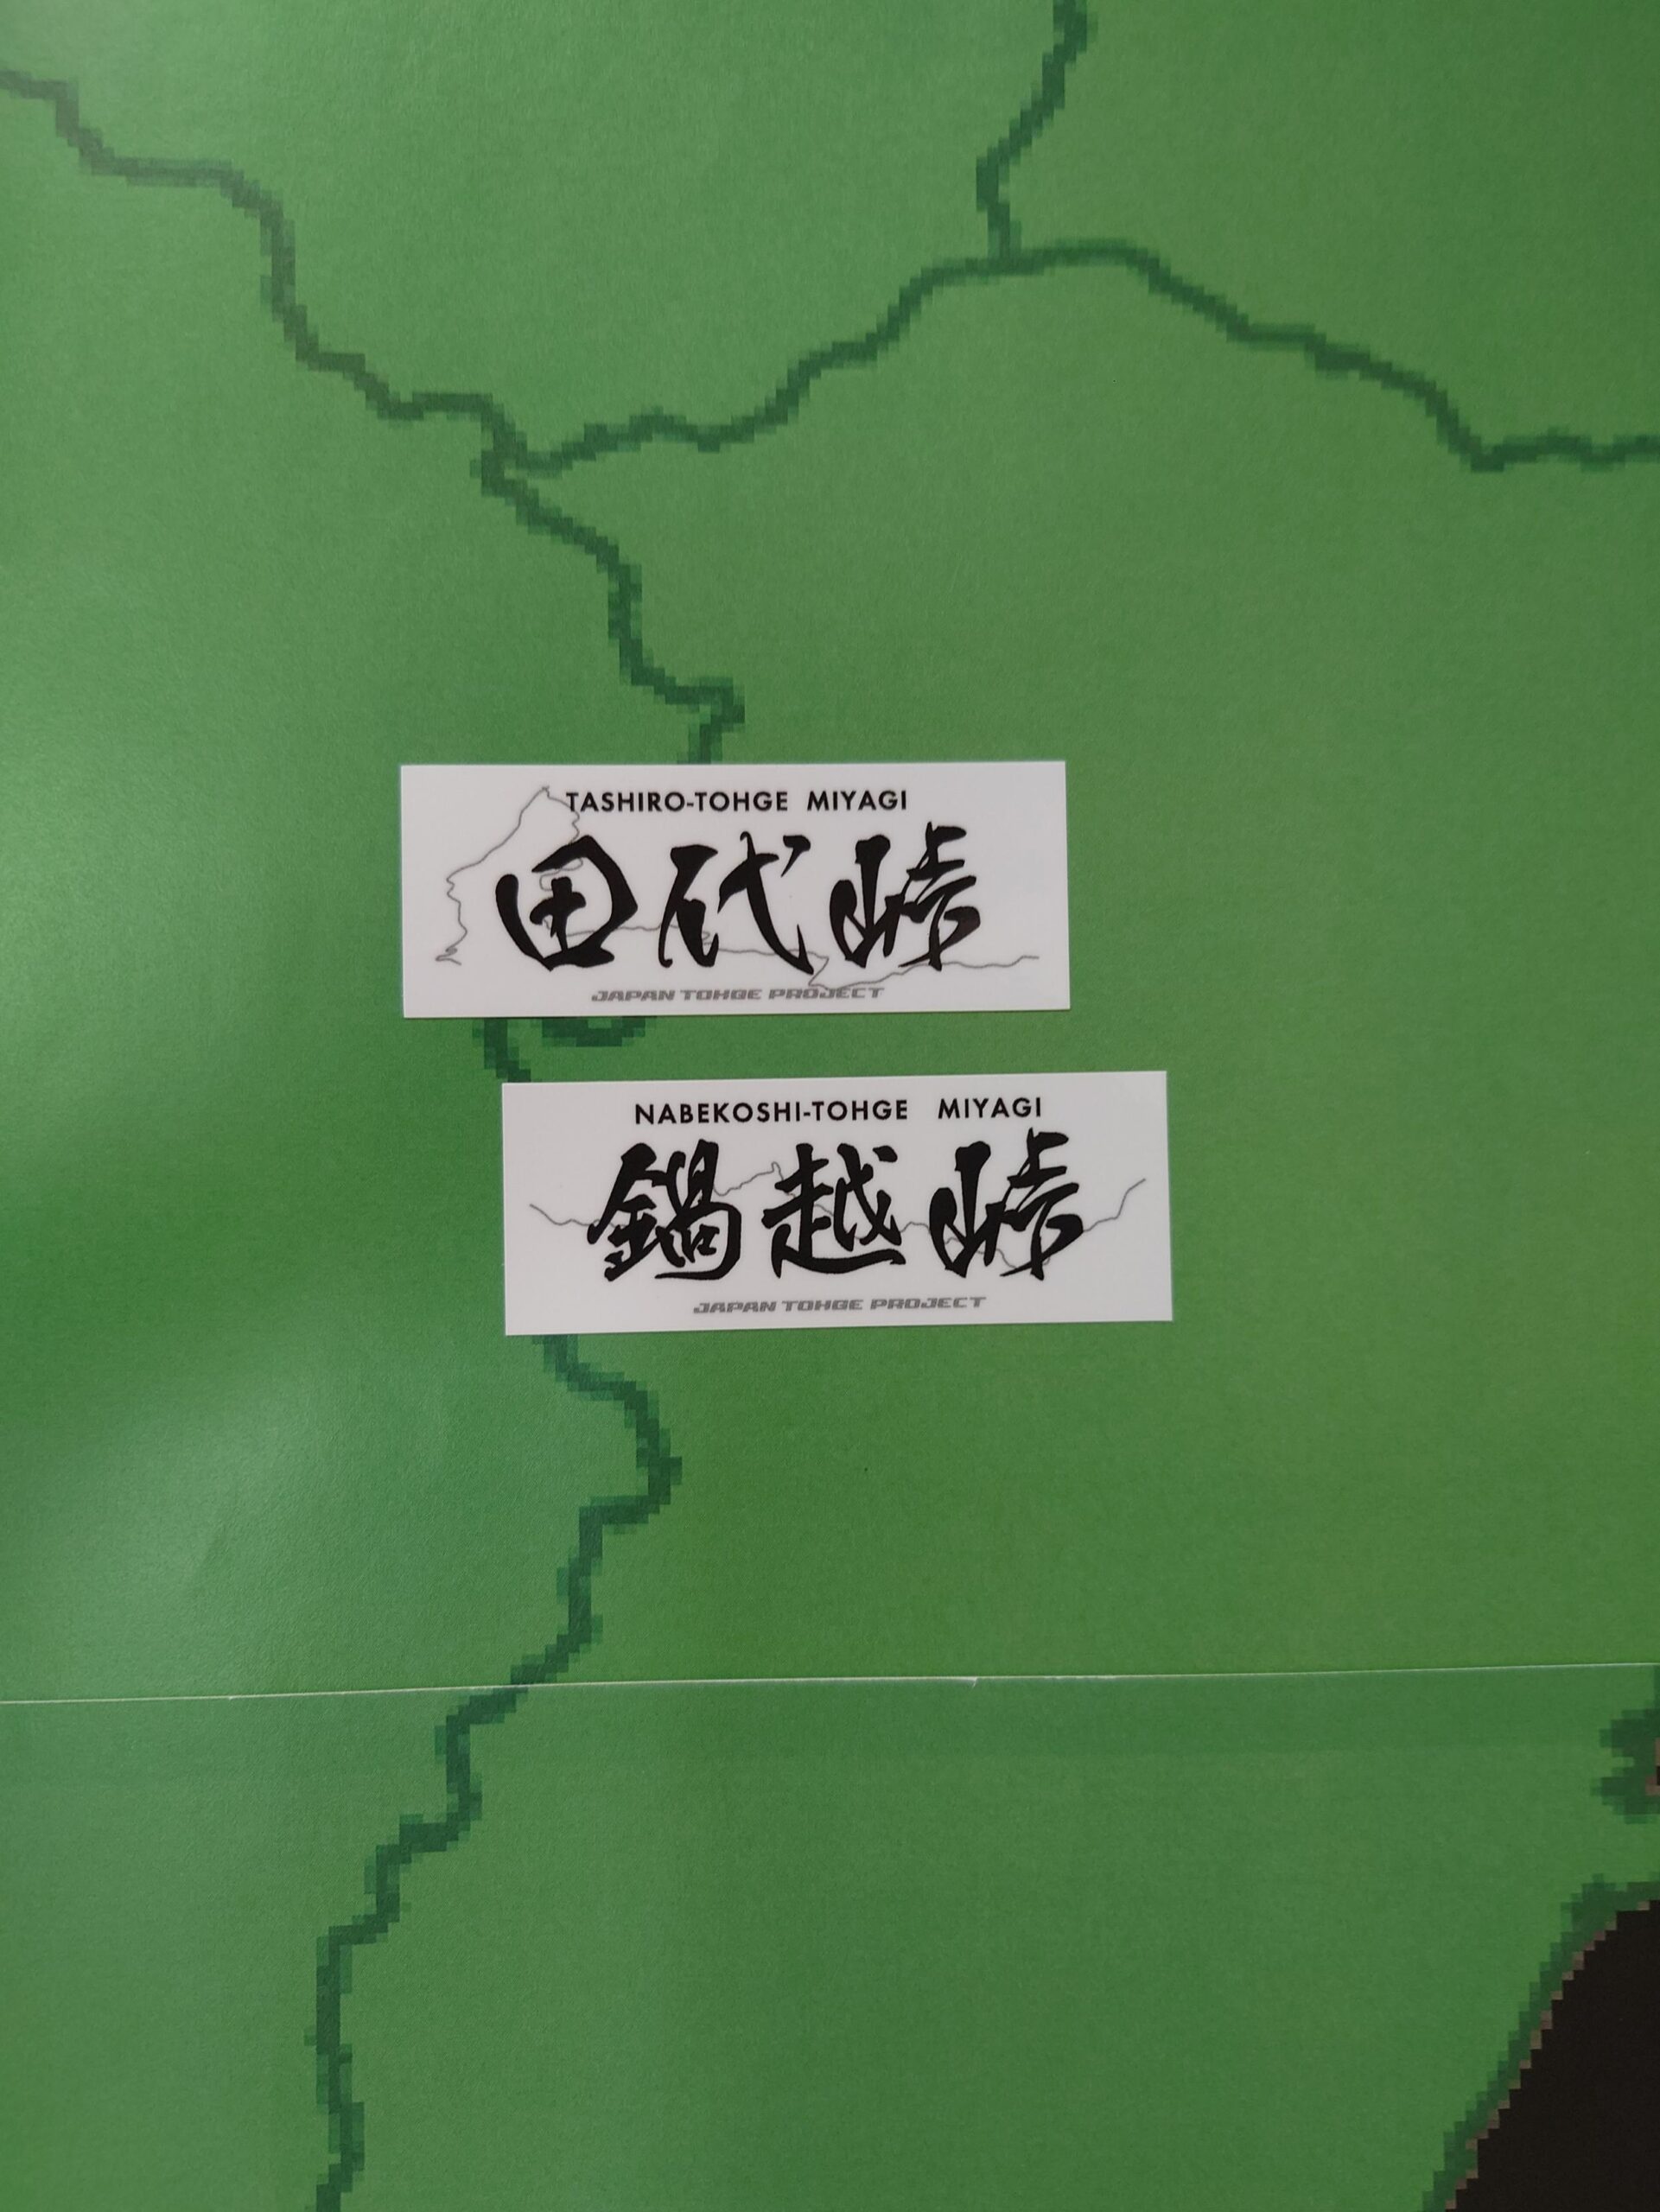 TASHIRO-TOHGE MIYAGI
田代峠
JAPAN TOHGE PROJECT
NABEKOSHI-TOHGE MIYAGI
鍋越峠
JAPAN TOHGE PROJECT